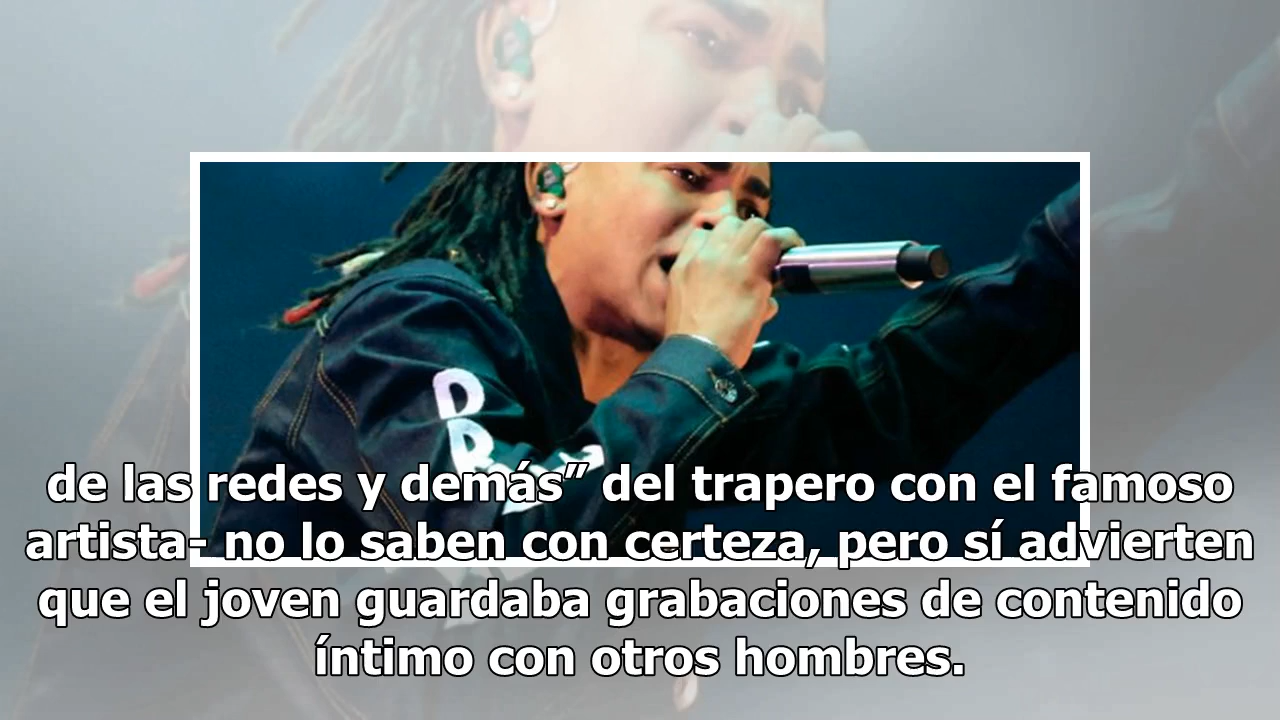 de las redes y demás” del trapero con el famoso
artista- no lo saben con certeza, pero sí advierten
que el joven guardaba grabaciones de contenido
íntimo con otros hombres.